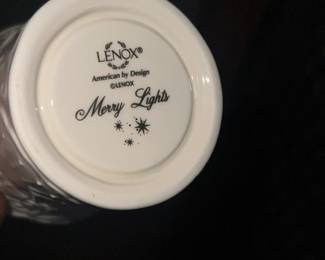 LENOX®
American by Design
©LENOX
Merry Lights